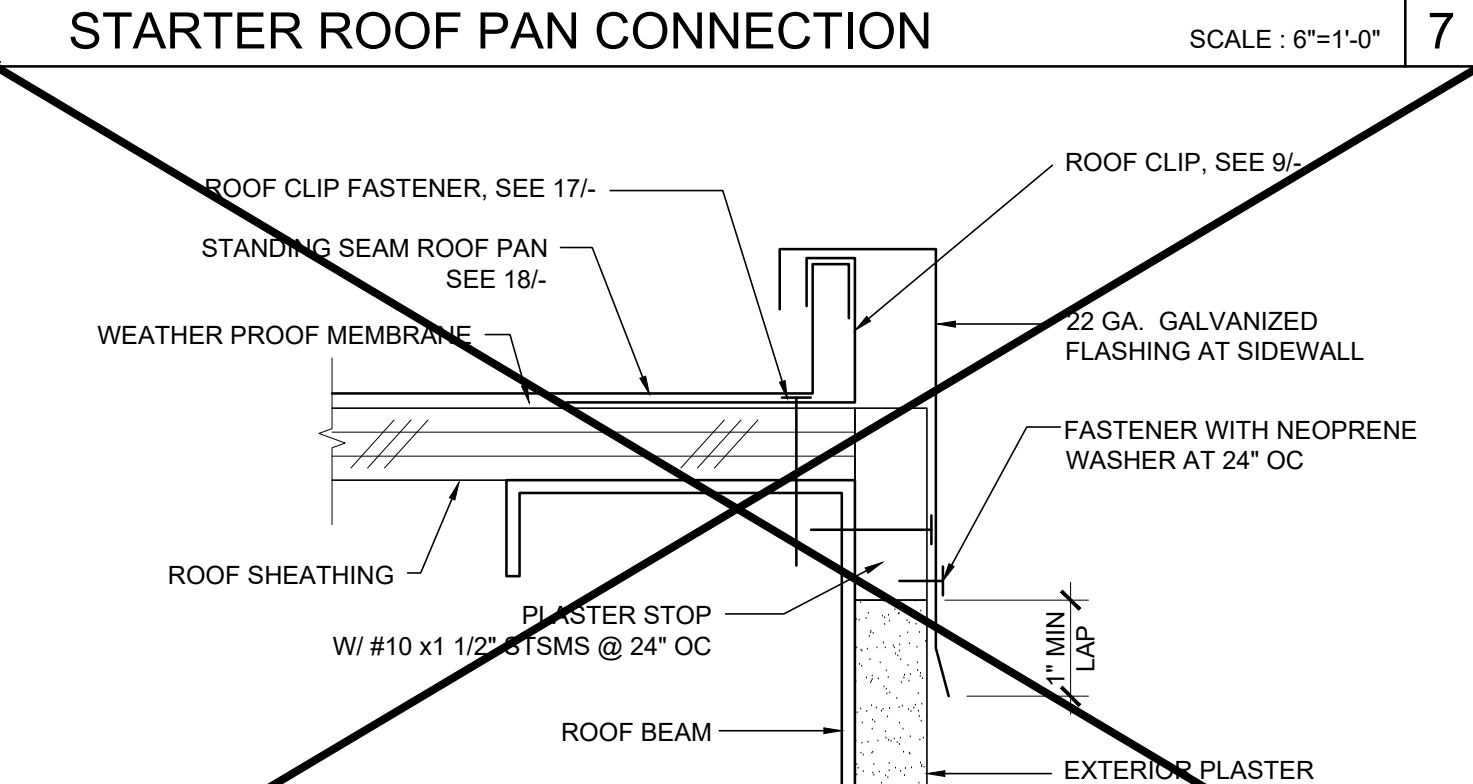 STARTER ROOF PAN CONNECTION
SCALE : 6"=1'-0"
7
ROOF CLIP FASTENER, SEE 17/-
ROOF CLIP, SEE 9/-
STANDING SEAM ROOF PAN
SEE 18/-
WEATHER PROOF MEMBRANE
22 GA. GALVANIZED
FLASHING AT SIDEWALL
FASTENER WITH NEOPRENE
WASHER AT 24" OC
ROOF SHEATHING
PLASTER STOP
W/ #10 x1 1/2" STSMS @ 24" OC
1" MIN
LAP
ROOF BEAM
EXTERIOR PLASTER